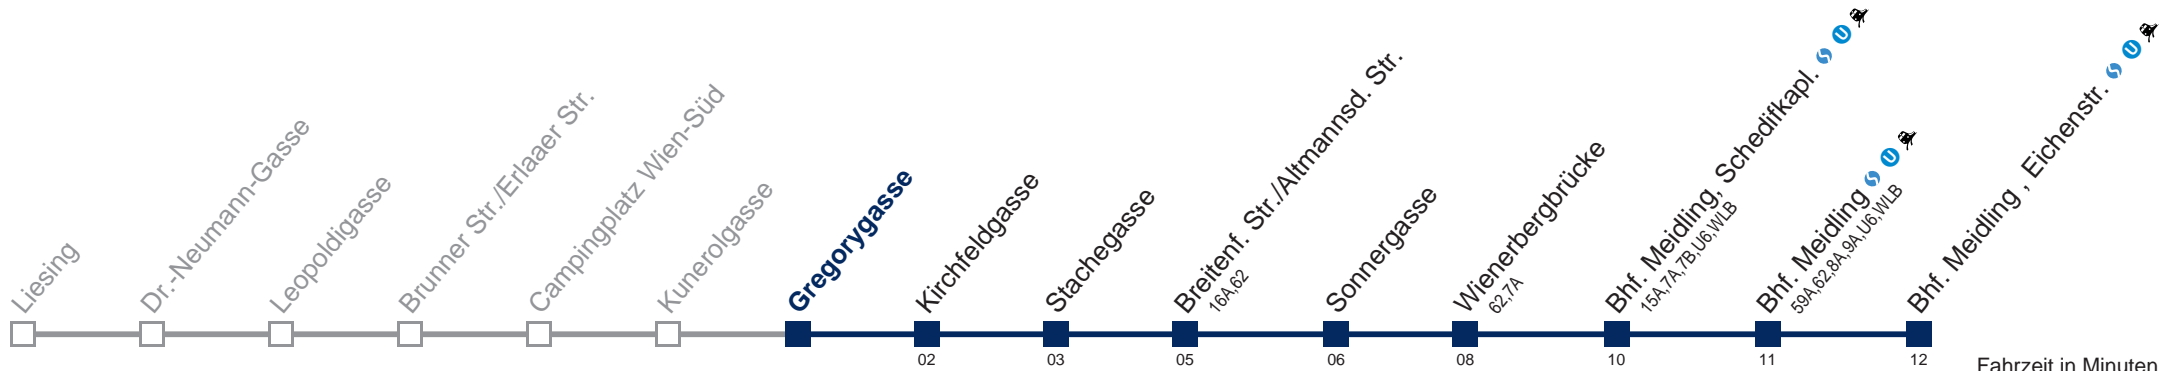 Liesing
Dr.-Neumann-Gasse
Leopoldigasse
Brunner Str./Erlaaer Str.
Campingplatz Wien-Süd
Kunerolgasse
Gregorygasse
Kirchfeldgasse
02
Stachegasse
03
Breitenf. Str./Altmannsd. Str.
16A,62
05
Sonnergasse
06
Wienerbergbrücke
62,7A
08
Bhf. Meidling, Schedifkapl. S U
15A,7A,7B,U6,WLB
10
Bhf. Meidling S U
59A,62,8A,9A,U6,WLB
11
Bhf. Meidling , Eichenstr. S U
12
Fahrzeit in Minuten